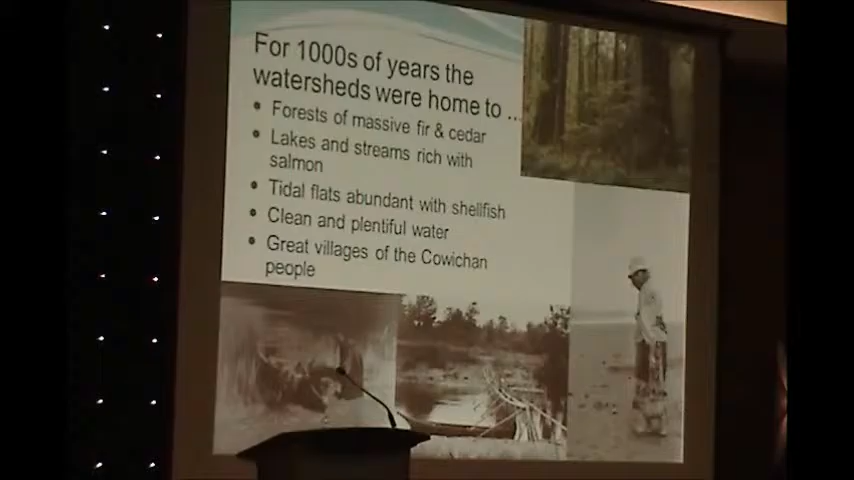 For 1000s of years the
watersheds were home to ...
• Forests of massive fir & cedar
• Lakes and streams rich with
salmon
• Tidal flats abundant with shellfish
• Clean and plentiful water
• Great villages of the Cowichan
people